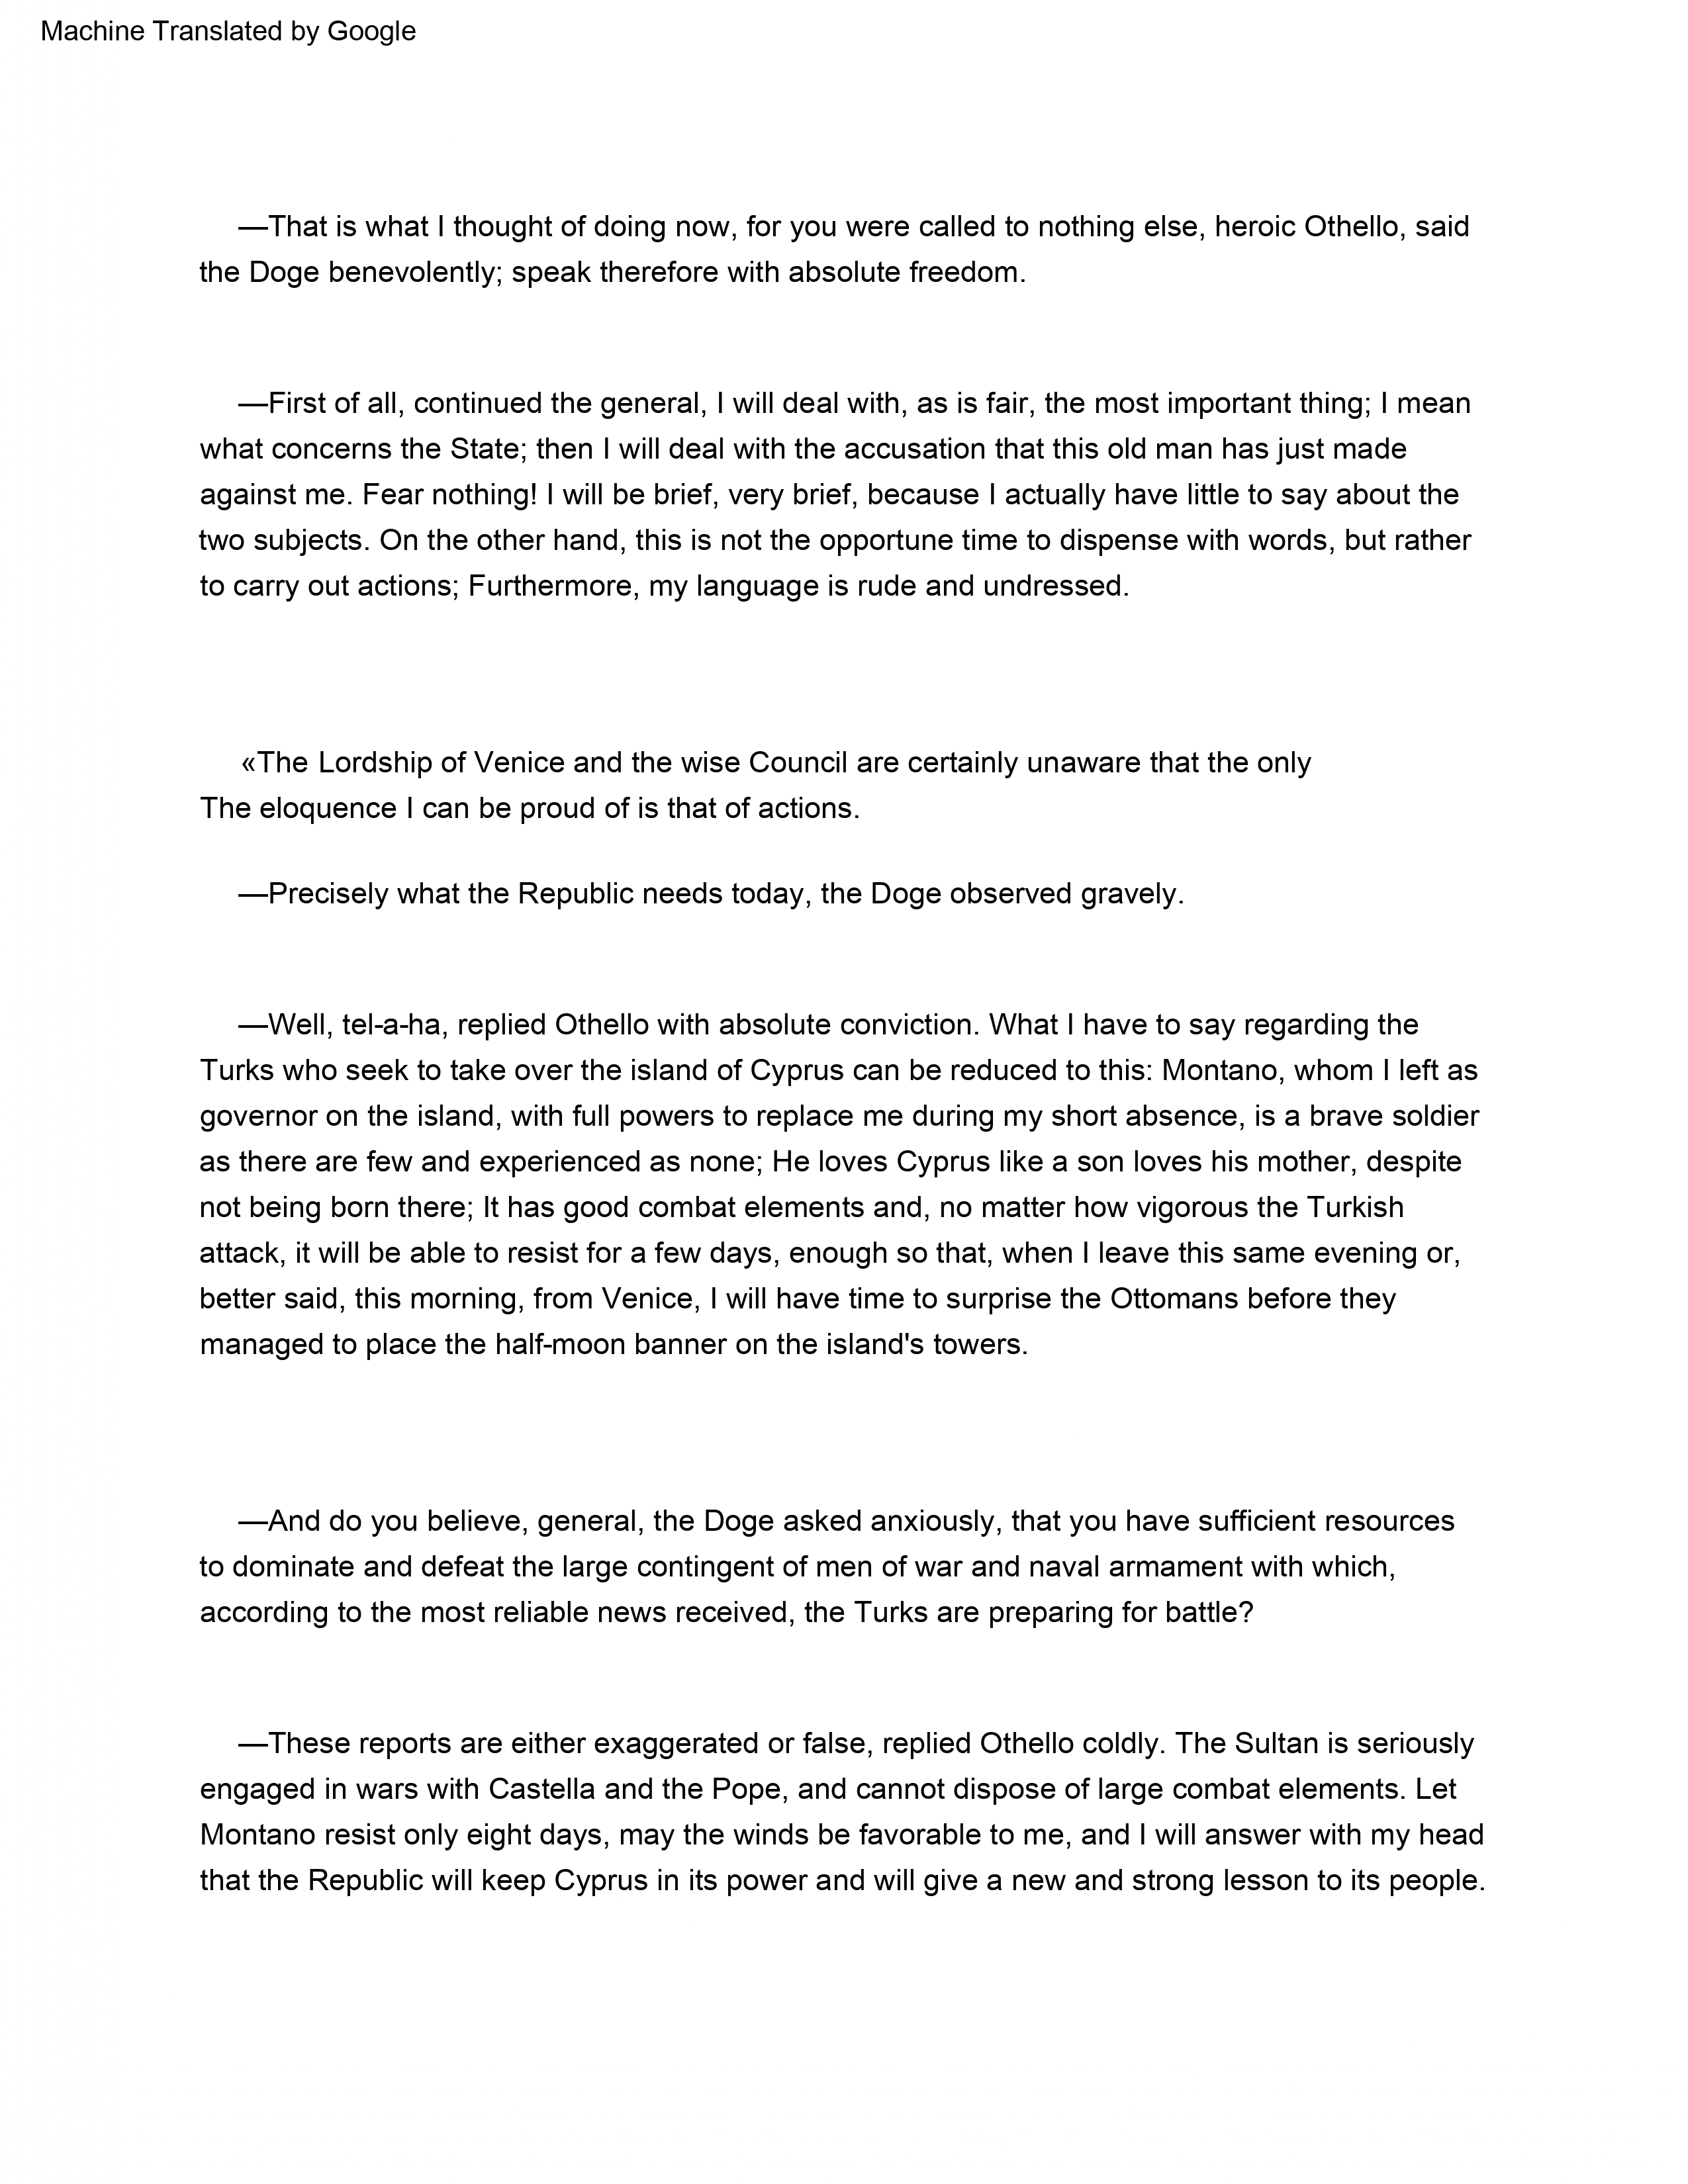 Machine Translated by Google
—That is what I thought of doing now, for you were called to nothing else, heroic Othello, said
the Doge benevolently; speak therefore with absolute freedom.
—First of all, continued the general, I will deal with, as is fair, the most important thing; I mean
what concerns the State; then I will deal with the accusation that this old man has just made
against me. Fear nothing! I will be brief, very brief, because I actually have little to say about the
two subjects. On the other hand, this is not the opportune time to dispense with words, but rather
to carry out actions; Furthermore, my language is rude and undressed.
«The Lordship of Venice and the wise Council are certainly unaware that the only
The eloquence I can be proud of is that of actions.
—Precisely what the Republic needs today, the Doge observed gravely.
—Well, tel-a-ha, replied Othello with absolute conviction. What I have to say regarding the
Turks who seek to take over the island of Cyprus can be reduced to this: Montano, whom I left as
governor on the island, with full powers to replace me during my short absence, is a brave soldier
as there are few and experienced as none; He loves Cyprus like a son loves his mother, despite
not being born there; It has good combat elements and, no matter how vigorous the Turkish
attack, it will be able to resist for a few days, enough so that, when I leave this same evening or,
better said, this morning, from Venice, I will have time to surprise the Ottomans before they
managed to place the half-moon banner on the island's towers.
—And do you believe, general, the Doge asked anxiously, that you have sufficient resources
to dominate and defeat the large contingent of men of war and naval armament with which,
according to the most reliable news received, the Turks are preparing for battle?
—These reports are either exaggerated or false, replied Othello coldly. The Sultan is seriously
engaged in wars with Castella and the Pope, and cannot dispose of large combat elements. Let
Montano resist only eight days, may the winds be favorable to me, and I will answer with my head
that the Republic will keep Cyprus in its power and will give a new and strong lesson to its people.